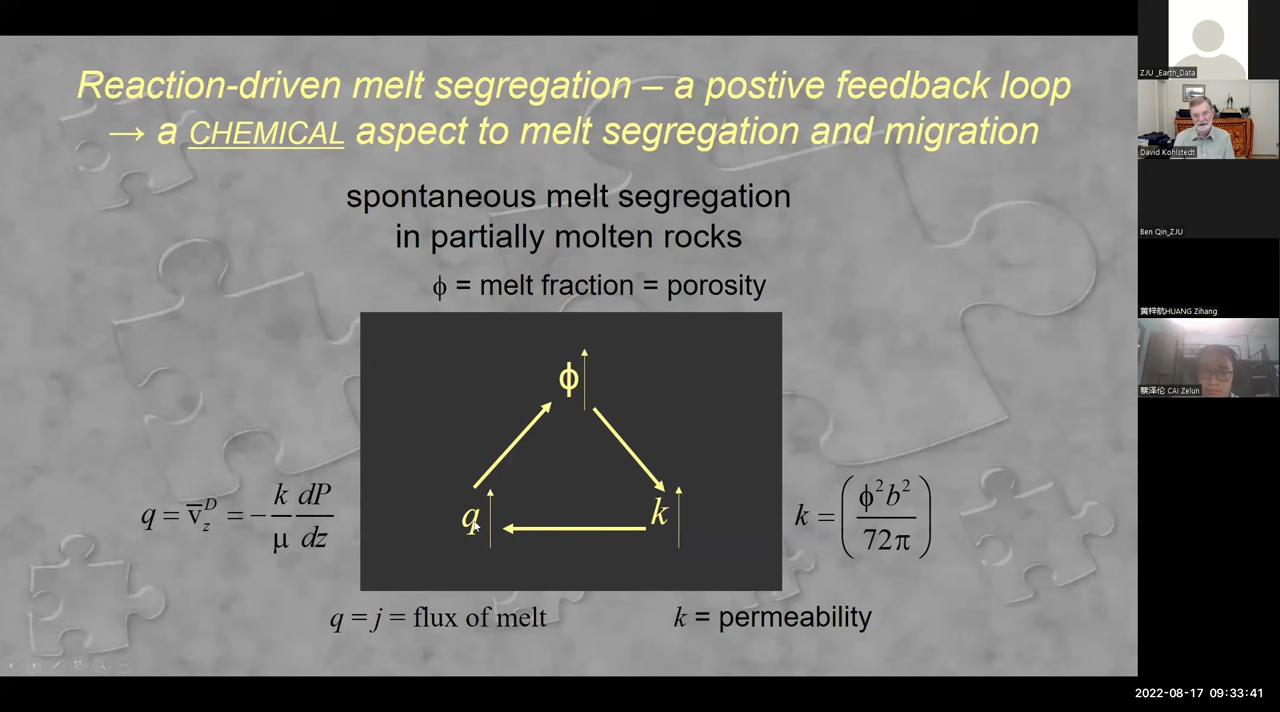 Reaction-driven melt segregation – a postive feedback loop
→ a CHEMICAL aspect to melt segregation and migration
spontaneous melt segregation
in partially molten rocks
ϕ = melt fraction = porosity
ϕ
q
k
q = v̅_z^D = −(k/μ)(dP/dz)
k = (ϕ²b²/72π)
q = j = flux of melt
k = permeability
ZJU _Earth_Data
David Kohlstedt
Ben Qin_ZJU
黄梓航HUANG Zihang
蔡泽伦 CAI Zelun
2022-08-17 09:33:41